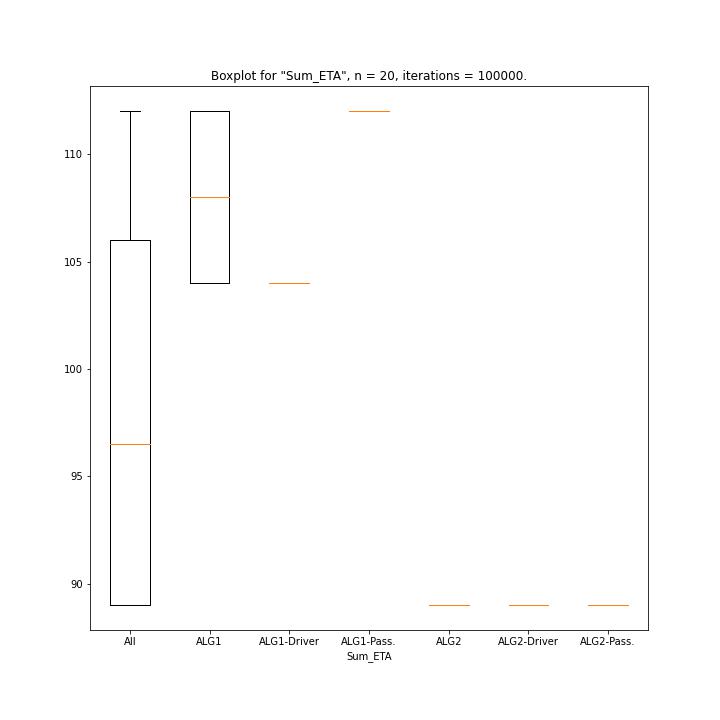 Boxplot for "Sum_ETA", n = 20, iterations = 100000.
110
105
100
95
90
All ALG1 ALG1-Driver ALG1-Pass. ALG2 ALG2-Driver ALG2-Pass.
Sum_ETA